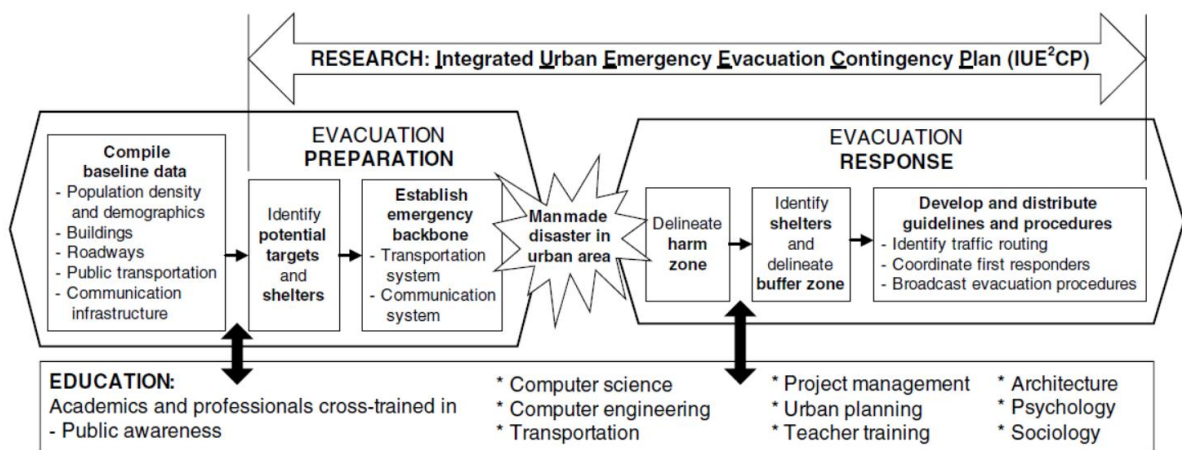 RESEARCH: Integrated Urban Emergency Evacuation Contingency Plan (IUE²CP)
EVACUATION
PREPARATION
Compile
baseline data
- Population density
and demographics
- Buildings
- Roadways
- Public transportation
- Communication
infrastructure
Identify
potential
targets
and
shelters
Establish
emergency
backbone
- Transportation
system
- Communication
system
Manmade
disaster in
urban area
EVACUATION
RESPONSE
Delineate
harm
zone
Identify
shelters
and
delineate
buffer zone
Develop and distribute
guidelines and procedures
- Identify traffic routing
- Coordinate first responders
- Broadcast evacuation procedures
EDUCATION:
Academics and professionals cross-trained in
- Public awareness
* Computer science
* Computer engineering
* Transportation
* Project management
* Urban planning
* Teacher training
* Architecture
* Psychology
* Sociology